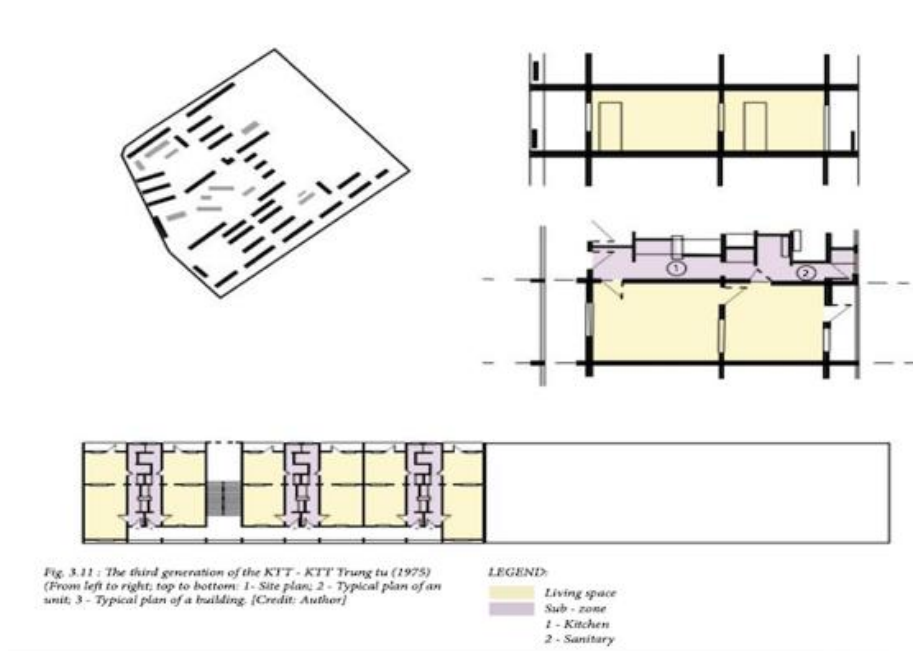 1
2
Fig. 3.11 : The third generation of the KTT - KTT Trung tu (1975)
(From left to right; top to bottom: 1- Site plan; 2 - Typical plan of an
unit; 3 - Typical plan of a building. [Credit: Author]
LEGEND:
Living space
Sub - zone
1 - Kitchen
2 - Sanitary